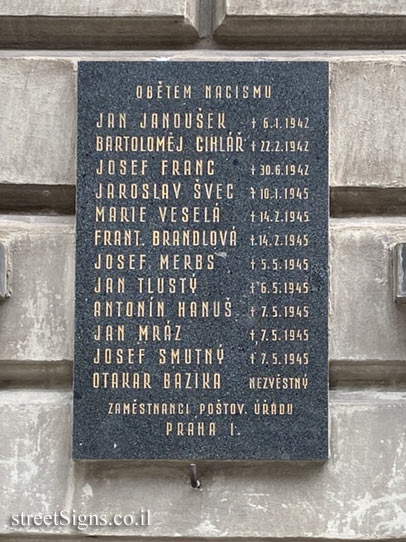 OBĚTEM NACISMU
JAN JANOUŠEK † 6.1.1942
BARTOLOMĚJ CIHLÁŘ † 22.2.1942
JOSEF FRANC † 30.6.1942
JAROSLAV ŠVEC † 10.1.1945
MARIE VESELÁ † 14.2.1945
FRANT. BRANDLOVÁ † 14.2.1945
JOSEF MERBS † 5.5.1945
JAN TLUSTÝ † 6.5.1945
ANTONÍN HANUŠ † 7.5.1945
JAN MRÁZ † 7.5.1945
JOSEF SMUTNÝ † 7.5.1945
OTAKAR BAZIKA NEZVĚSTNÝ
ZAMĚSTNANCI POŠTOV. ÚŘADU
PRAHA 1.
streetSigns.co.il